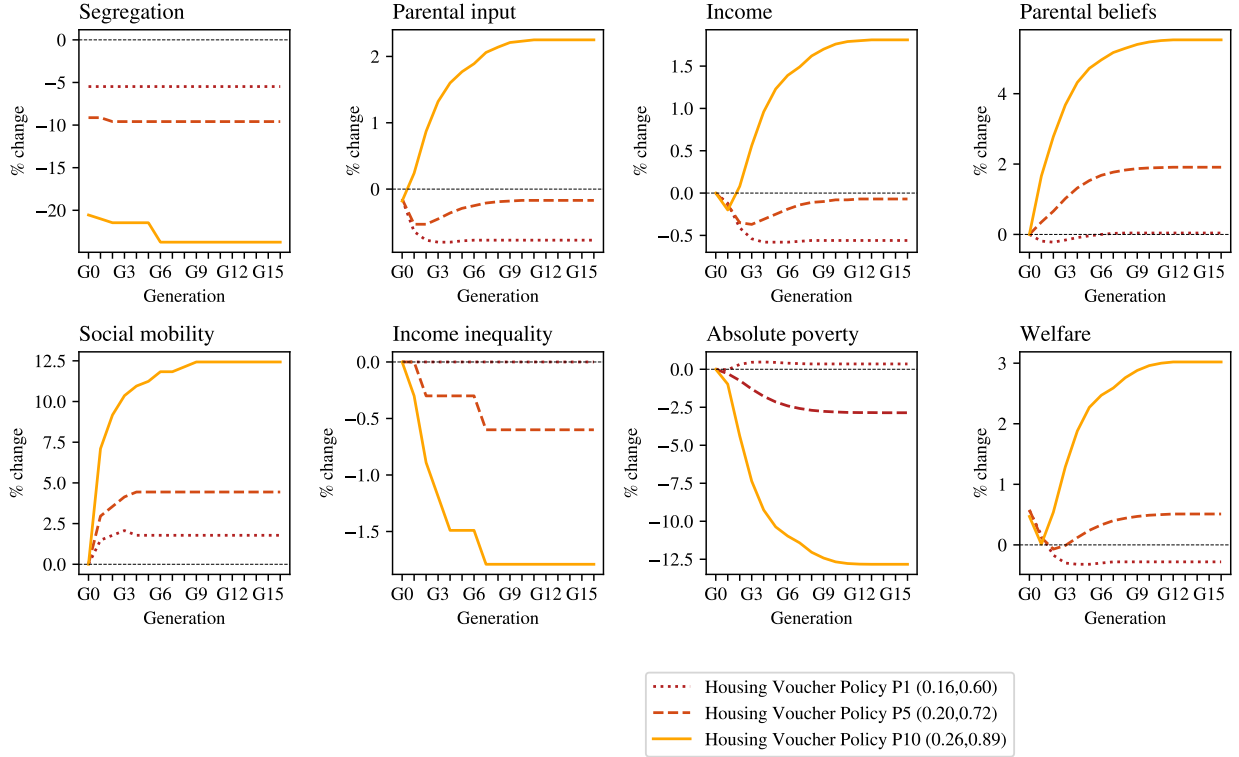 Segregation
Parental input
Income
Parental beliefs
% change
0
−5
−10
−15
−20
G0 G3 G6 G9 G12 G15
Generation
% change
2
1
0
G0 G3 G6 G9 G12 G15
Generation
% change
1.5
1.0
0.5
0.0
−0.5
G0 G3 G6 G9 G12 G15
Generation
% change
4
2
0
G0 G3 G6 G9 G12 G15
Generation
Social mobility
Income inequality
Absolute poverty
Welfare
% change
12.5
10.0
7.5
5.0
2.5
0.0
G0 G3 G6 G9 G12 G15
Generation
% change
0.0
−0.5
−1.0
−1.5
G0 G3 G6 G9 G12 G15
Generation
% change
0.0
−2.5
−5.0
−7.5
−10.0
−12.5
G0 G3 G6 G9 G12 G15
Generation
% change
3
2
1
0
G0 G3 G6 G9 G12 G15
Generation
Housing Voucher Policy P1 (0.16,0.60)
Housing Voucher Policy P5 (0.20,0.72)
Housing Voucher Policy P10 (0.26,0.89)